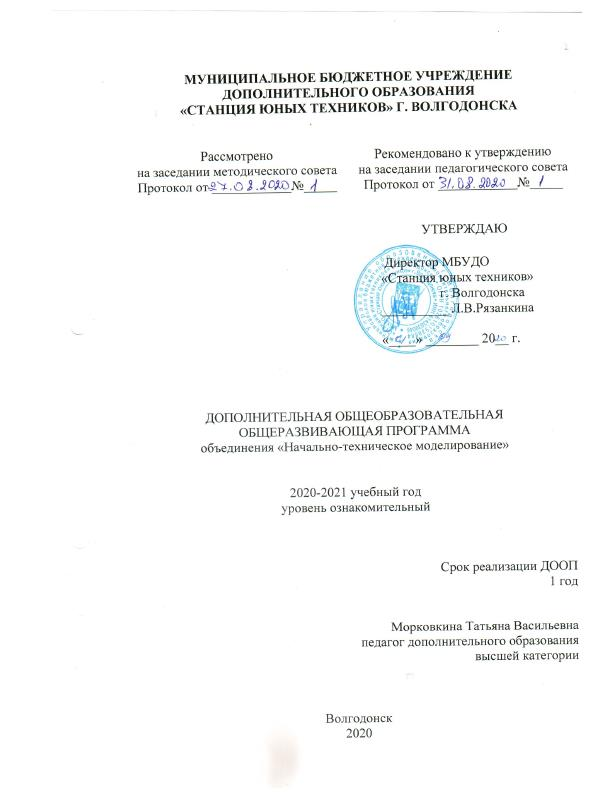 МУНИЦИПАЛЬНОЕ БЮДЖЕТНОЕ УЧРЕЖДЕНИЕ
ДОПОЛНИТЕЛЬНОГО ОБРАЗОВАНИЯ
«СТАНЦИЯ ЮНЫХ ТЕХНИКОВ» Г. ВОЛГОДОНСКА
Рассмотрено
на заседании методического совета
Протокол от 27.08.2020 № 1
Рекомендовано к утверждению
на заседании педагогического совета
Протокол от 31.08.2020 № 1
УТВЕРЖДАЮ
Директор МБУДО
«Станция юных техников»
г. Волгодонска
Л.В.Рязанкина
« » 2020 г.
ДОПОЛНИТЕЛЬНАЯ ОБЩЕОБРАЗОВАТЕЛЬНАЯ
ОБЩЕРАЗВИВАЮЩАЯ ПРОГРАММА
объединения «Начально-техническое моделирование»
2020-2021 учебный год
уровень ознакомительный
Срок реализации ДООП
1 год
Морковкина Татьяна Васильевна
педагог дополнительного образования
высшей категории
Волгодонск
2020